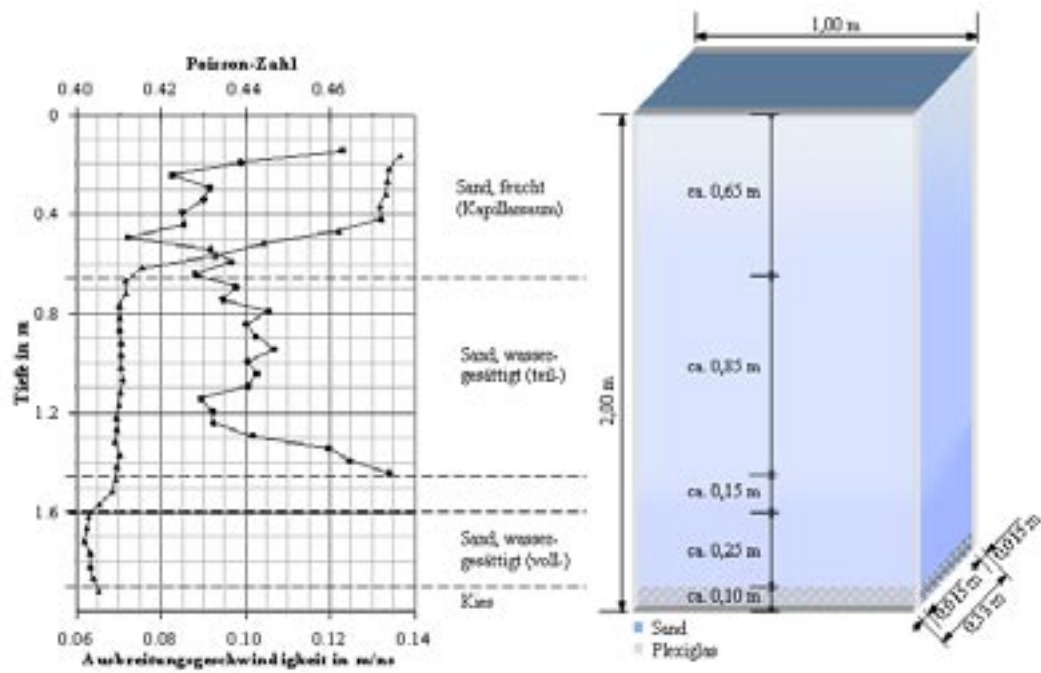 Poisson-Zahl
0.40 0.42 0.44 0.46
0
0.4
0.8
1.2
1.6
Tiefe in m
0.06 0.08 0.10 0.12 0.14
Ausbreitungsgeschwindigkeit in m/ns
Sand, feucht
(Kapillarsaum)
Sand, wasser-
gesättigt (teil-)
Sand, wasser-
gesättigt (voll-)
Kies
1,00 m
2,00 m
ca. 0,65 m
ca. 0,85 m
ca. 0,15 m
ca. 0,25 m
ca. 0,10 m
0,015 m
0,015 m
0,33 m
Sand
Plexiglas